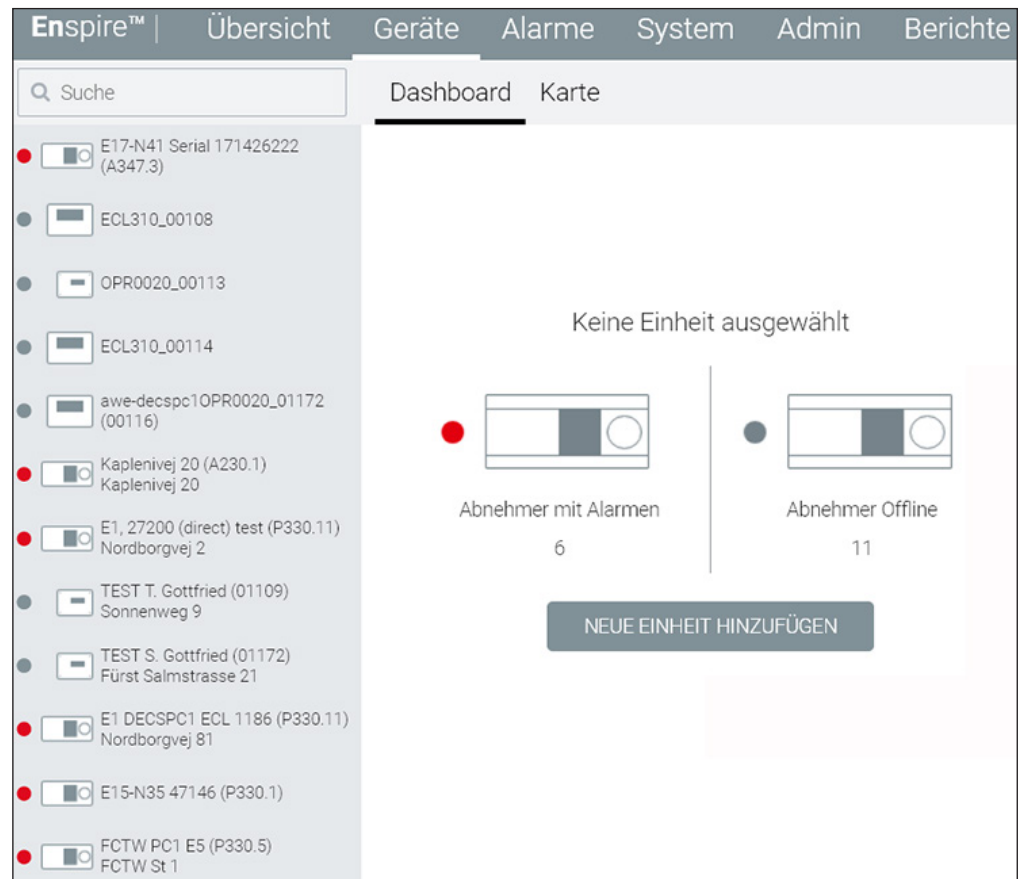 Enspire™ | Übersicht Geräte Alarme System Admin Berichte
Suche
Dashboard Karte
E17-N41 Serial 171426222
(A347.3)
ECL310_00108
OPR0020_00113
ECL310_00114
awe-decspc1OPR0020_01172
(00116)
Kaplenivej 20 (A230.1)
Kaplenivej 20
E1, 27200 (direct) test (P330.11)
Nordborgvej 2
TEST T. Gottfried (01109)
Sonnenweg 9
TEST S. Gottfried (01172)
Fürst Salmstrasse 21
E1 DECSPC1 ECL 1186 (P330.11)
Nordborgvej 81
E15-N35 47146 (P330.1)
FCTW PC1 E5 (P330.5)
FCTW St 1
Keine Einheit ausgewählt
Abnehmer mit Alarmen
6
Abnehmer Offline
11
NEUE EINHEIT HINZUFÜGEN